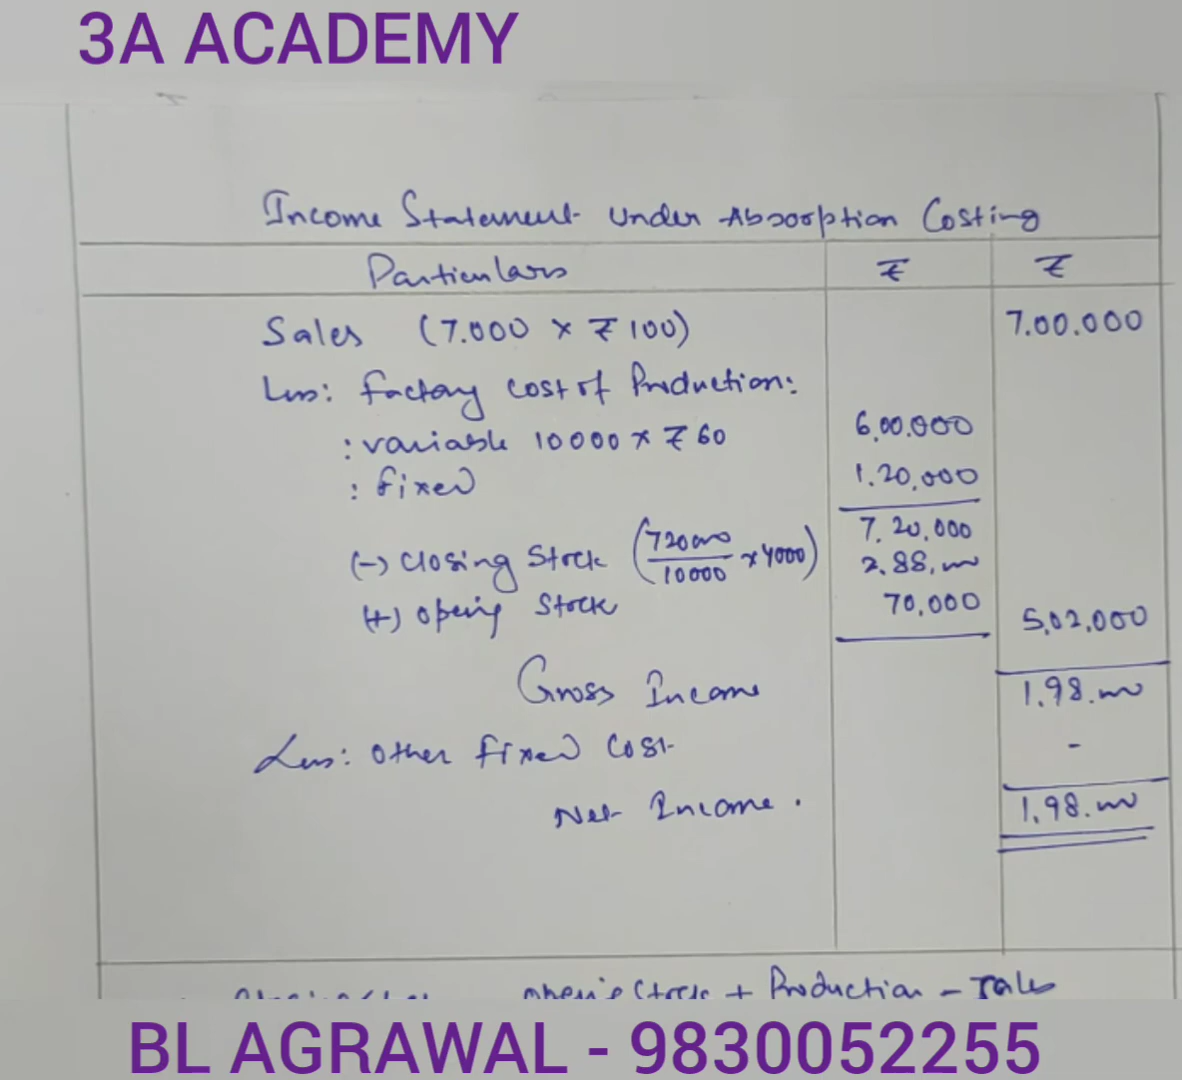 3A ACADEMY
Income Statement under Absorption Costing
Particulars ₹ ₹
Sales (7.000 × ₹ 100) 7.00.000
Less: Factory Cost of Production:
: variable 10000 × ₹ 60 6,00.000
: Fixed 1.20,000
7.20,000
(-) Closing Stock (720000/10000 × 4000) 2.88,000
(+) Opening Stock 70,000 5,02,000
Gross Income 1.98.000
Less: Other Fixed Cost -
Net Income. 1,98.000
Opening Stock + Production - Sales
BL AGRAWAL - 9830052255